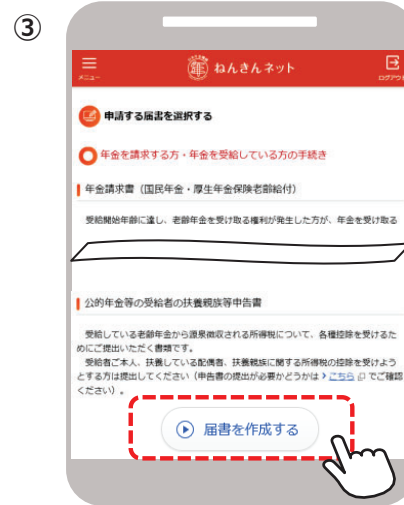 ③
メニュー
ねんきんネット
ログアウト
申請する届書を選択する
年金を請求する方・年金を受給している方の手続き
年金請求書（国民年金・厚生年金保険老齢給付）
受給開始年齢に達し、老齢年金を受け取る権利が発生した方が、年金を受け取る
公的年金等の受給者の扶養親族等申告書
受給している老齢年金から源泉徴収される所得税について、各種控除を受けるた
めにご提出いただく書類です。
受給者ご本人、扶養している配偶者、扶養親族に関する所得税の控除を受けよう
とする方は提出してください（申告書の提出が必要かどうかは こちら でご確認
ください）。
届書を作成する